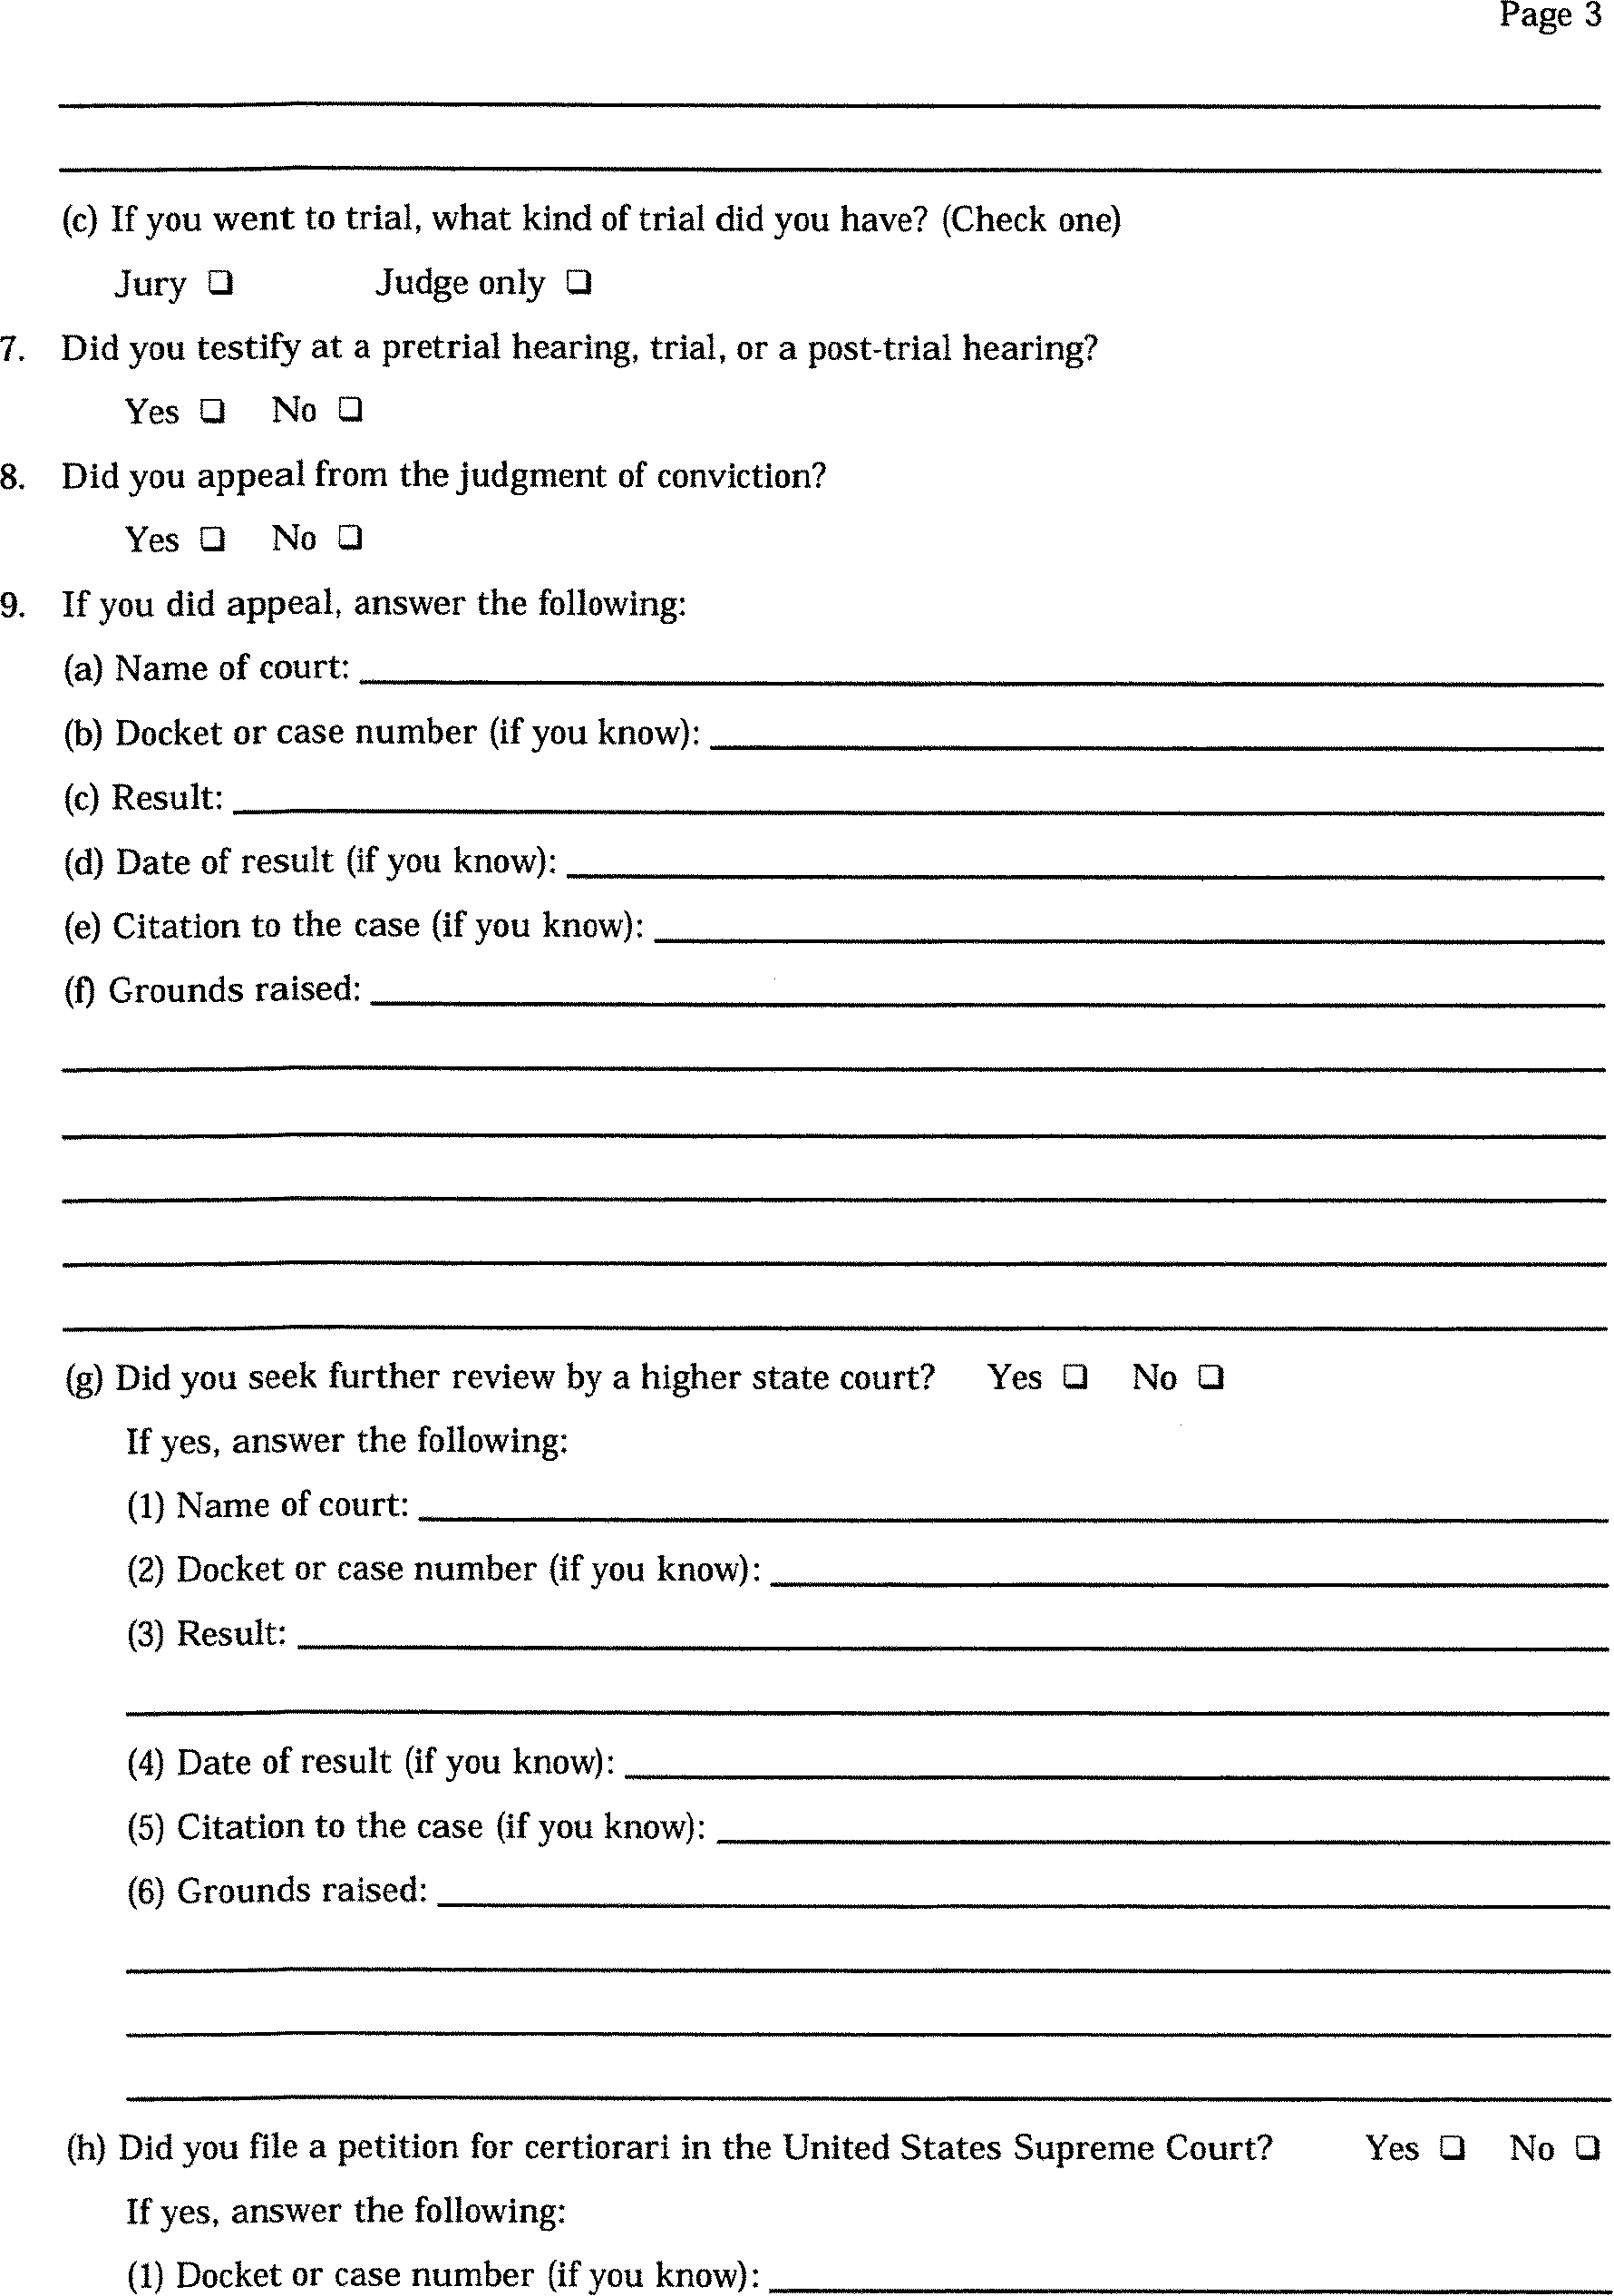 Page 3
(c) If you went to trial, what kind of trial did you have? (Check one)
Jury ❏ Judge only ❏
7. Did you testify at a pretrial hearing, trial, or a post-trial hearing?
Yes ❏ No ❏
8. Did you appeal from the judgment of conviction?
Yes ❏ No ❏
9. If you did appeal, answer the following:
(a) Name of court:
(b) Docket or case number (if you know):
(c) Result:
(d) Date of result (if you know):
(e) Citation to the case (if you know):
(f) Grounds raised:
(g) Did you seek further review by a higher state court? Yes ❏ No ❏
If yes, answer the following:
(1) Name of court:
(2) Docket or case number (if you know):
(3) Result:
(4) Date of result (if you know):
(5) Citation to the case (if you know):
(6) Grounds raised:
(h) Did you file a petition for certiorari in the United States Supreme Court? Yes ❏ No ❏
If yes, answer the following:
(1) Docket or case number (if you know):